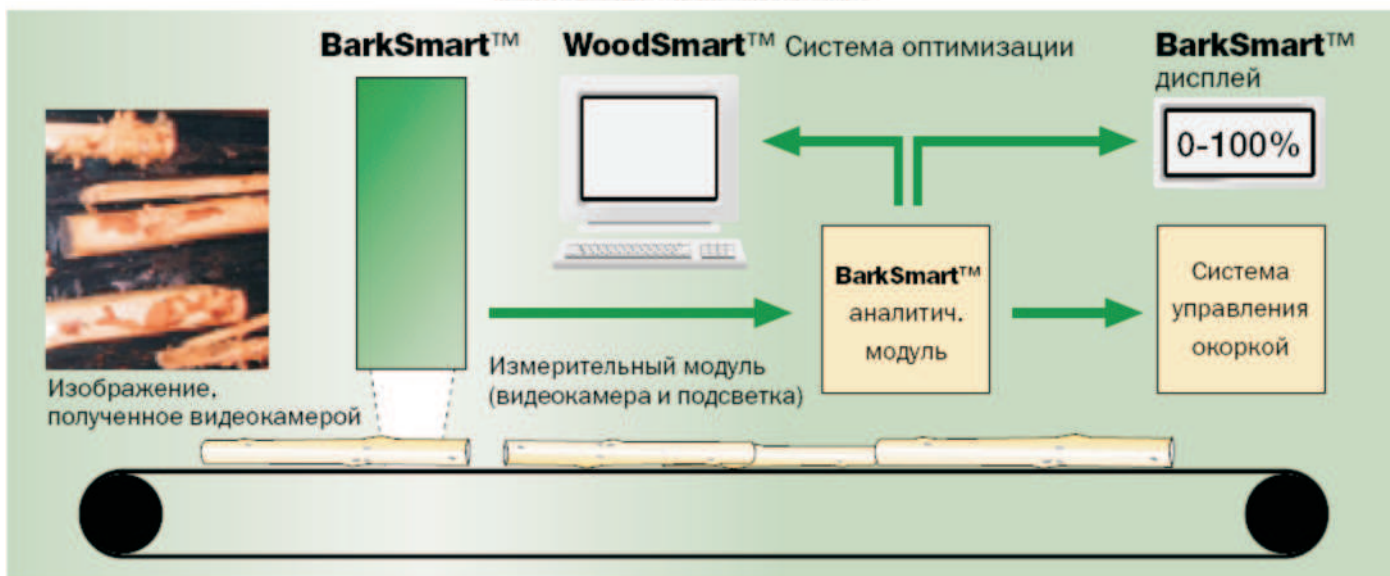 BarkSmart™
WoodSmart™ Система оптимизации
BarkSmart™
дисплей
0-100%
BarkSmart™
аналитич.
модуль
Система
управления
окоркой
Измерительный модуль
(видеокамера и подсветка)
Изображение,
полученное видеокамерой